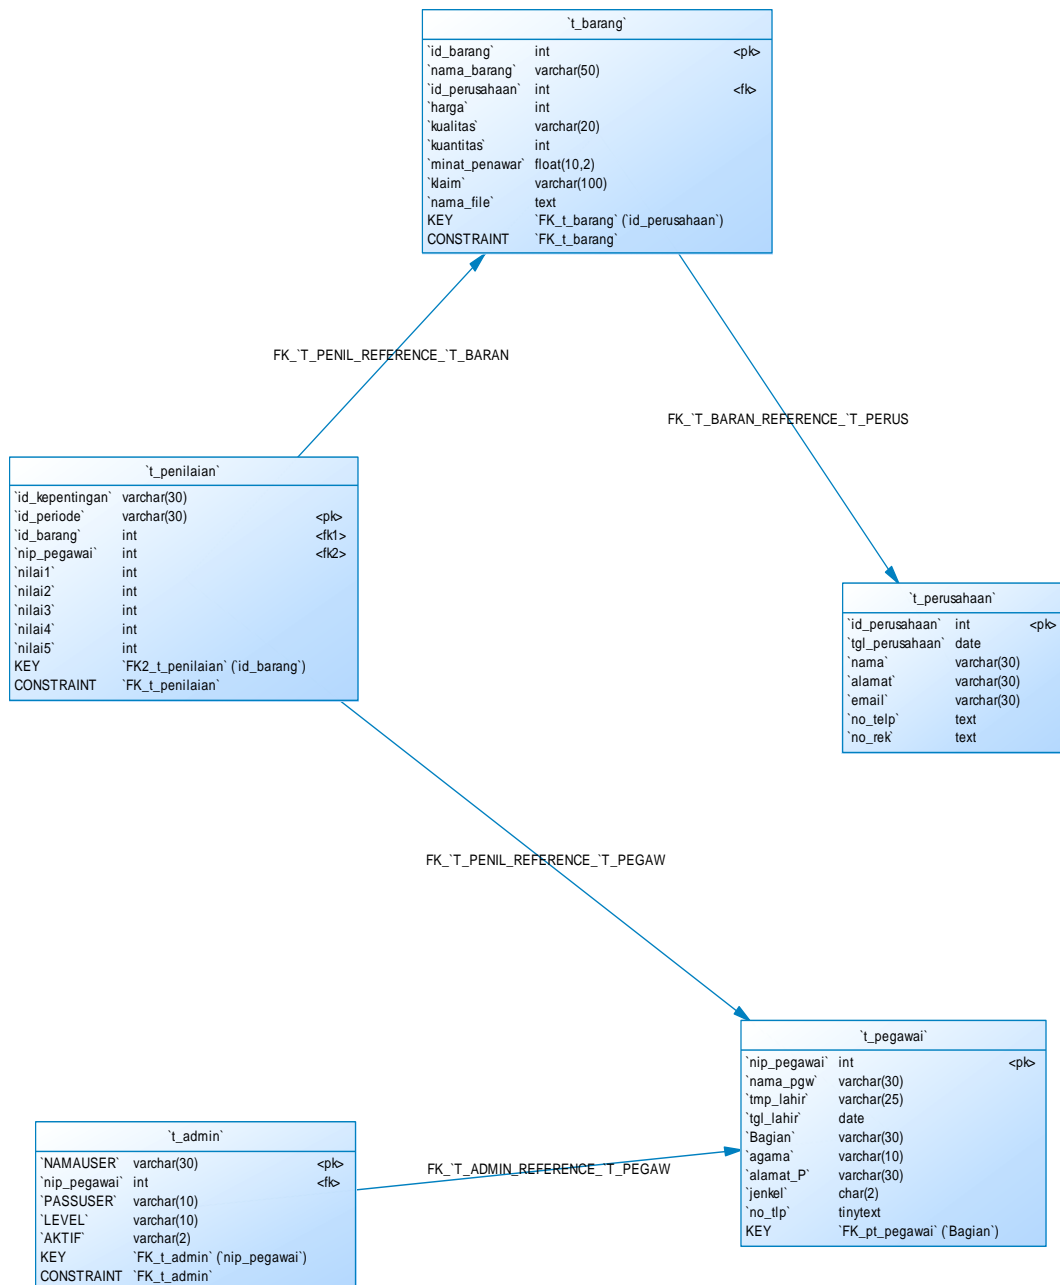 `t_barang`
`id_barang` int <pk>
`nama_barang` varchar(50)
`id_perusahaan` int <fk>
`harga` int
`kualitas` varchar(20)
`kuantitas` int
`minat_penawar` float(10,2)
`klaim` varchar(100)
`nama_file` text
KEY `FK_t_barang` (`id_perusahaan`)
CONSTRAINT `FK_t_barang`
FK_`T_PENIL_REFERENCE_`T_BARAN
FK_`T_BARAN_REFERENCE_`T_PERUS
`t_penilaian`
`id_kepentingan` varchar(30)
`id_periode` varchar(30) <pk>
`id_barang` int <fk1>
`nip_pegawai` int <fk2>
`nilai1` int
`nilai2` int
`nilai3` int
`nilai4` int
`nilai5` int
KEY `FK2_t_penilaian` (`id_barang`)
CONSTRAINT `FK_t_penilaian`
`t_perusahaan`
`id_perusahaan` int <pk>
`tgl_perusahaan` date
`nama` varchar(30)
`alamat` varchar(30)
`email` varchar(30)
`no_telp` text
`no_rek` text
FK_`T_PENIL_REFERENCE_`T_PEGAW
`t_pegawai`
`nip_pegawai` int <pk>
`nama_pgw` varchar(30)
`tmp_lahir` varchar(25)
`tgl_lahir` date
`Bagian` varchar(30)
`agama` varchar(10)
`alamat_P` varchar(30)
`jenkel` char(2)
`no_tlp` tinytext
KEY `FK_pt_pegawai` (`Bagian`)
`t_admin`
`NAMAUSER` varchar(30) <pk>
`nip_pegawai` int <fk>
`PASSUSER` varchar(10)
`LEVEL` varchar(10)
`AKTIF` varchar(2)
KEY `FK_t_admin` (`nip_pegawai`)
CONSTRAINT `FK_t_admin`
FK_`T_ADMIN_REFERENCE_`T_PEGAW